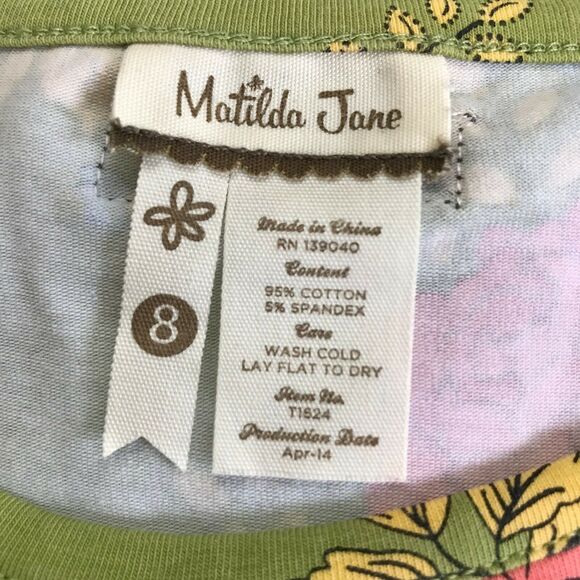 Matilda Jane
8
Made in China
RN 139040
Content
95% COTTON
5% SPANDEX
Care
WASH COLD
LAY FLAT TO DRY
Item No.
T1624
Production Date
Apr-14